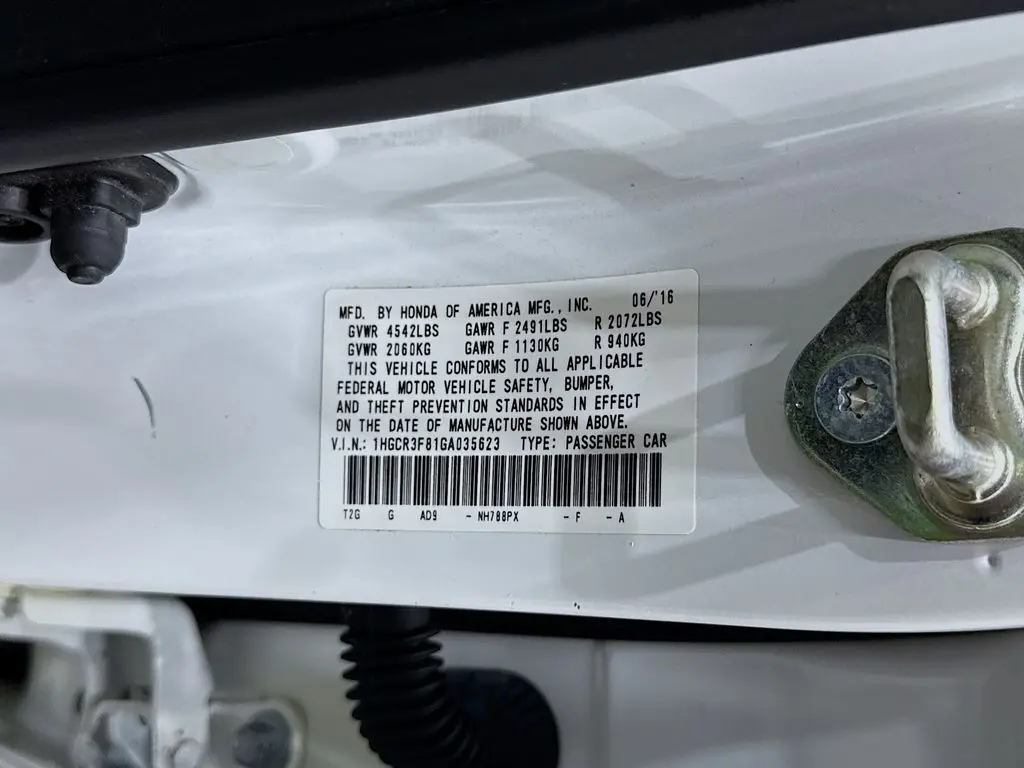 MFD. BY HONDA OF AMERICA MFG., INC. 06/'16
GVWR 4542LBS GAWR F 2491LBS R 2072LBS
GVWR 2060KG GAWR F 1130KG R 940KG
THIS VEHICLE CONFORMS TO ALL APPLICABLE
FEDERAL MOTOR VEHICLE SAFETY, BUMPER,
AND THEFT PREVENTION STANDARDS IN EFFECT
ON THE DATE OF MANUFACTURE SHOWN ABOVE.
V.I.N.: 1HGCR3F81GA035623 TYPE: PASSENGER CAR
T2G G AD9 - NH788PX - F - A